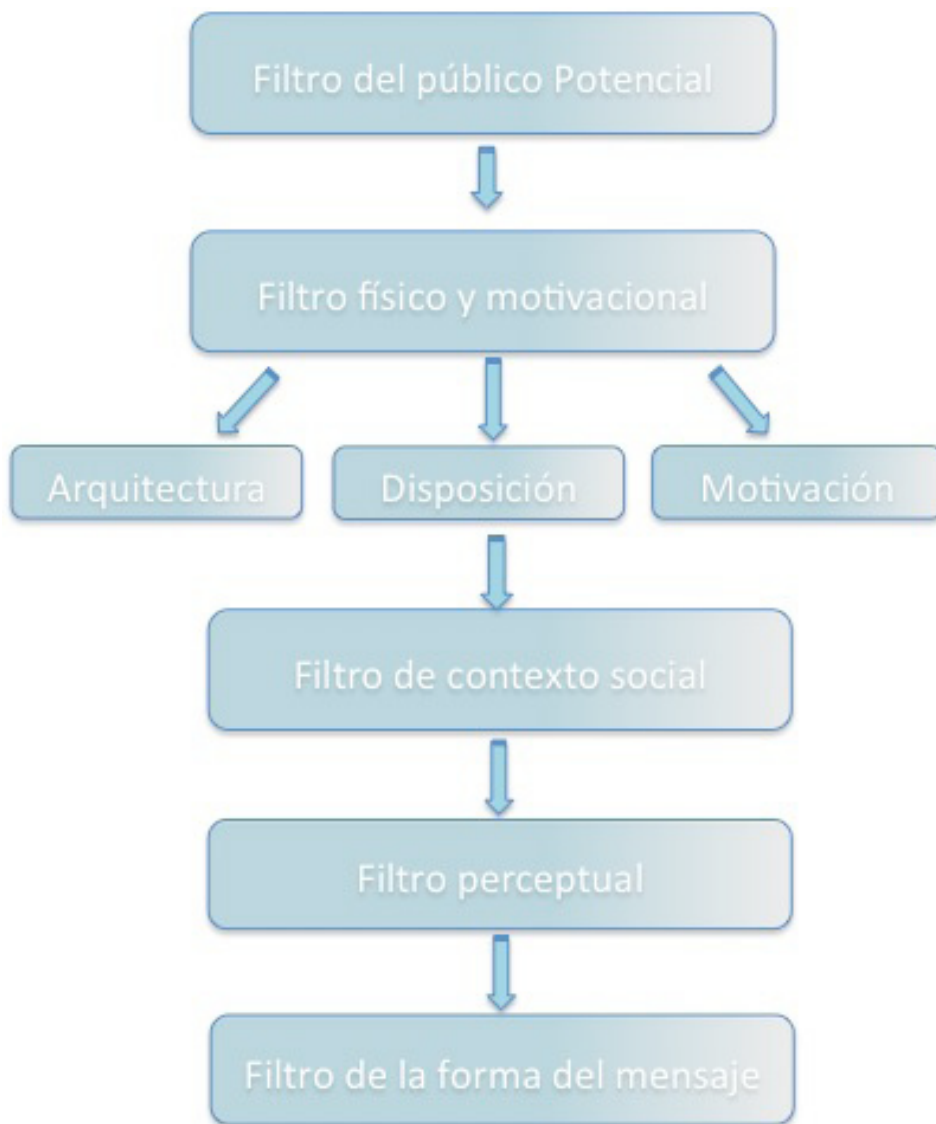 Filtro del público Potencial
Filtro físico y motivacional
Arquitectura
Disposición
Motivación
Filtro de contexto social
Filtro perceptual
Filtro de la forma del mensaje